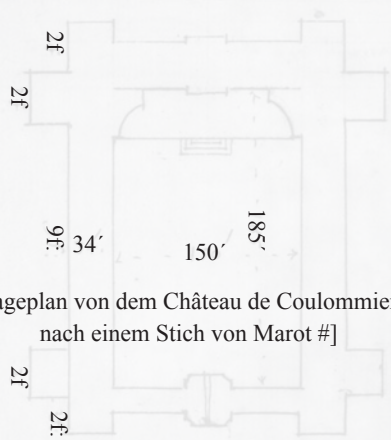 2f
2f
9f: 34´
150´
185´
ageplan von dem Château de Coulommier
nach einem Stich von Marot #]
2f
2f: